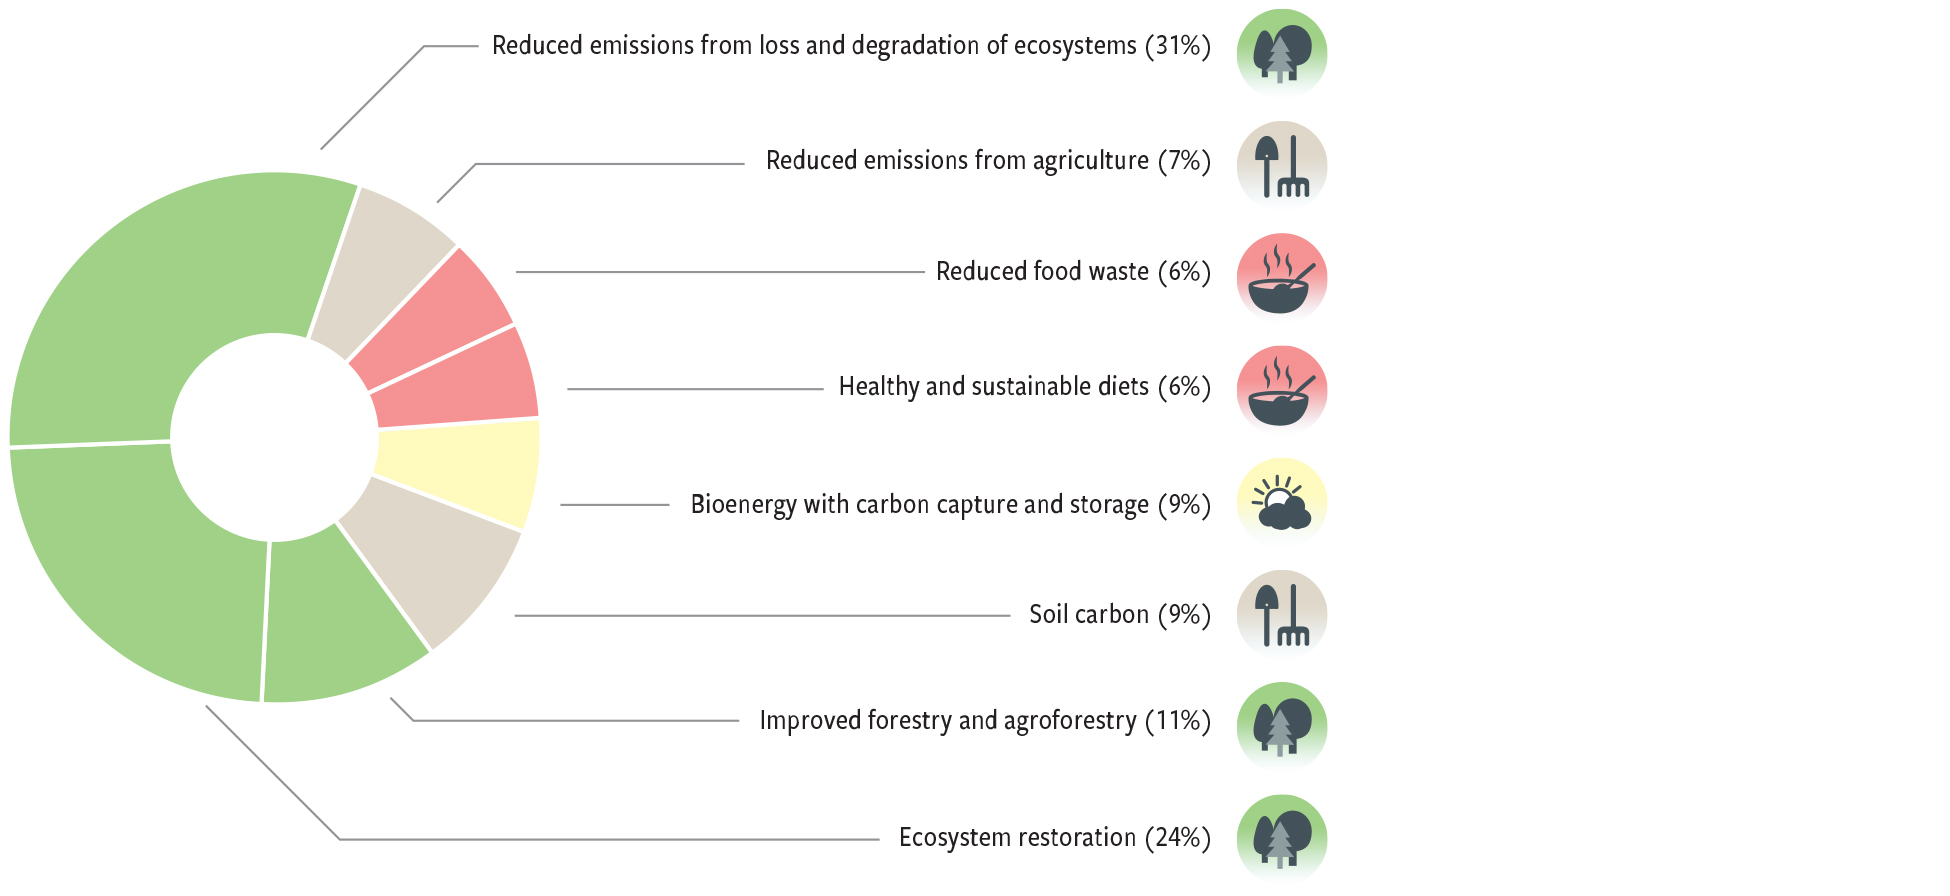 Reduced emissions from loss and degradation of ecosystems (31%)
Reduced emissions from agriculture (7%)
Reduced food waste (6%)
Healthy and sustainable diets (6%)
Bioenergy with carbon capture and storage (9%)
Soil carbon (9%)
Improved forestry and agroforestry (11%)
Ecosystem restoration (24%)